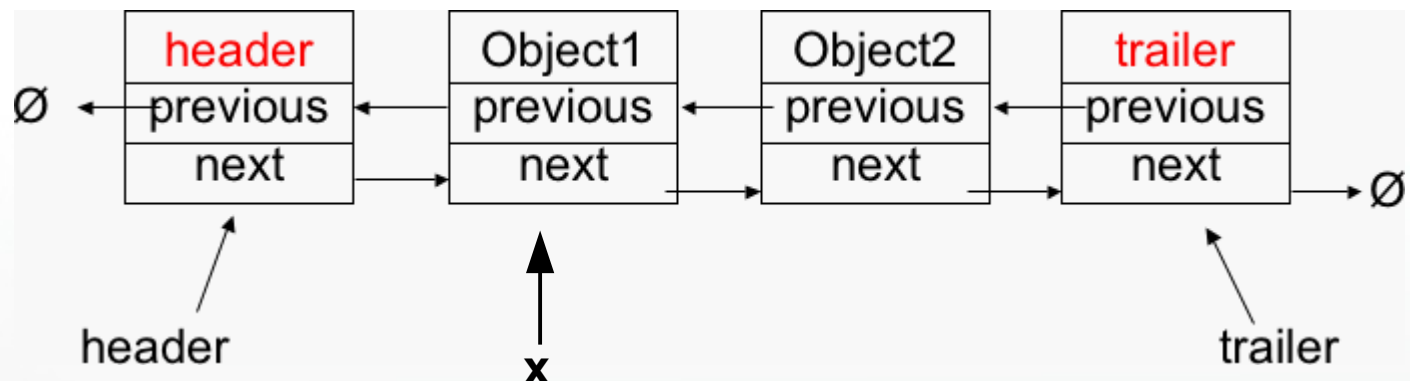 header Object1 Object2 trailer
Ø previous previous previous previous
next next next next Ø
header x trailer